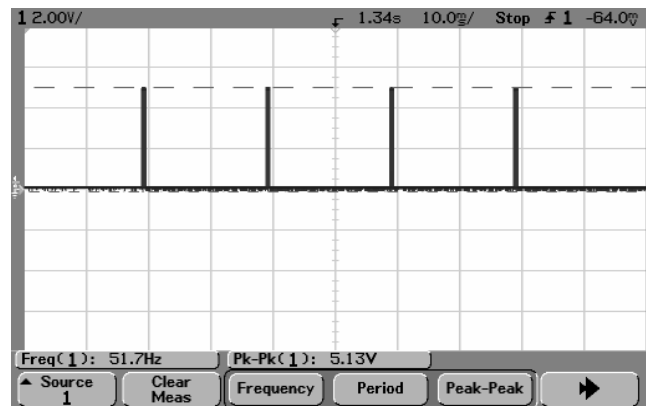 1 2.00V/ 1.34s 10.0ms/ Stop 1 -64.0mV
Freq(1): 51.7Hz Pk-Pk(1): 5.13V
Source 1 Clear Meas Frequency Period Peak-Peak